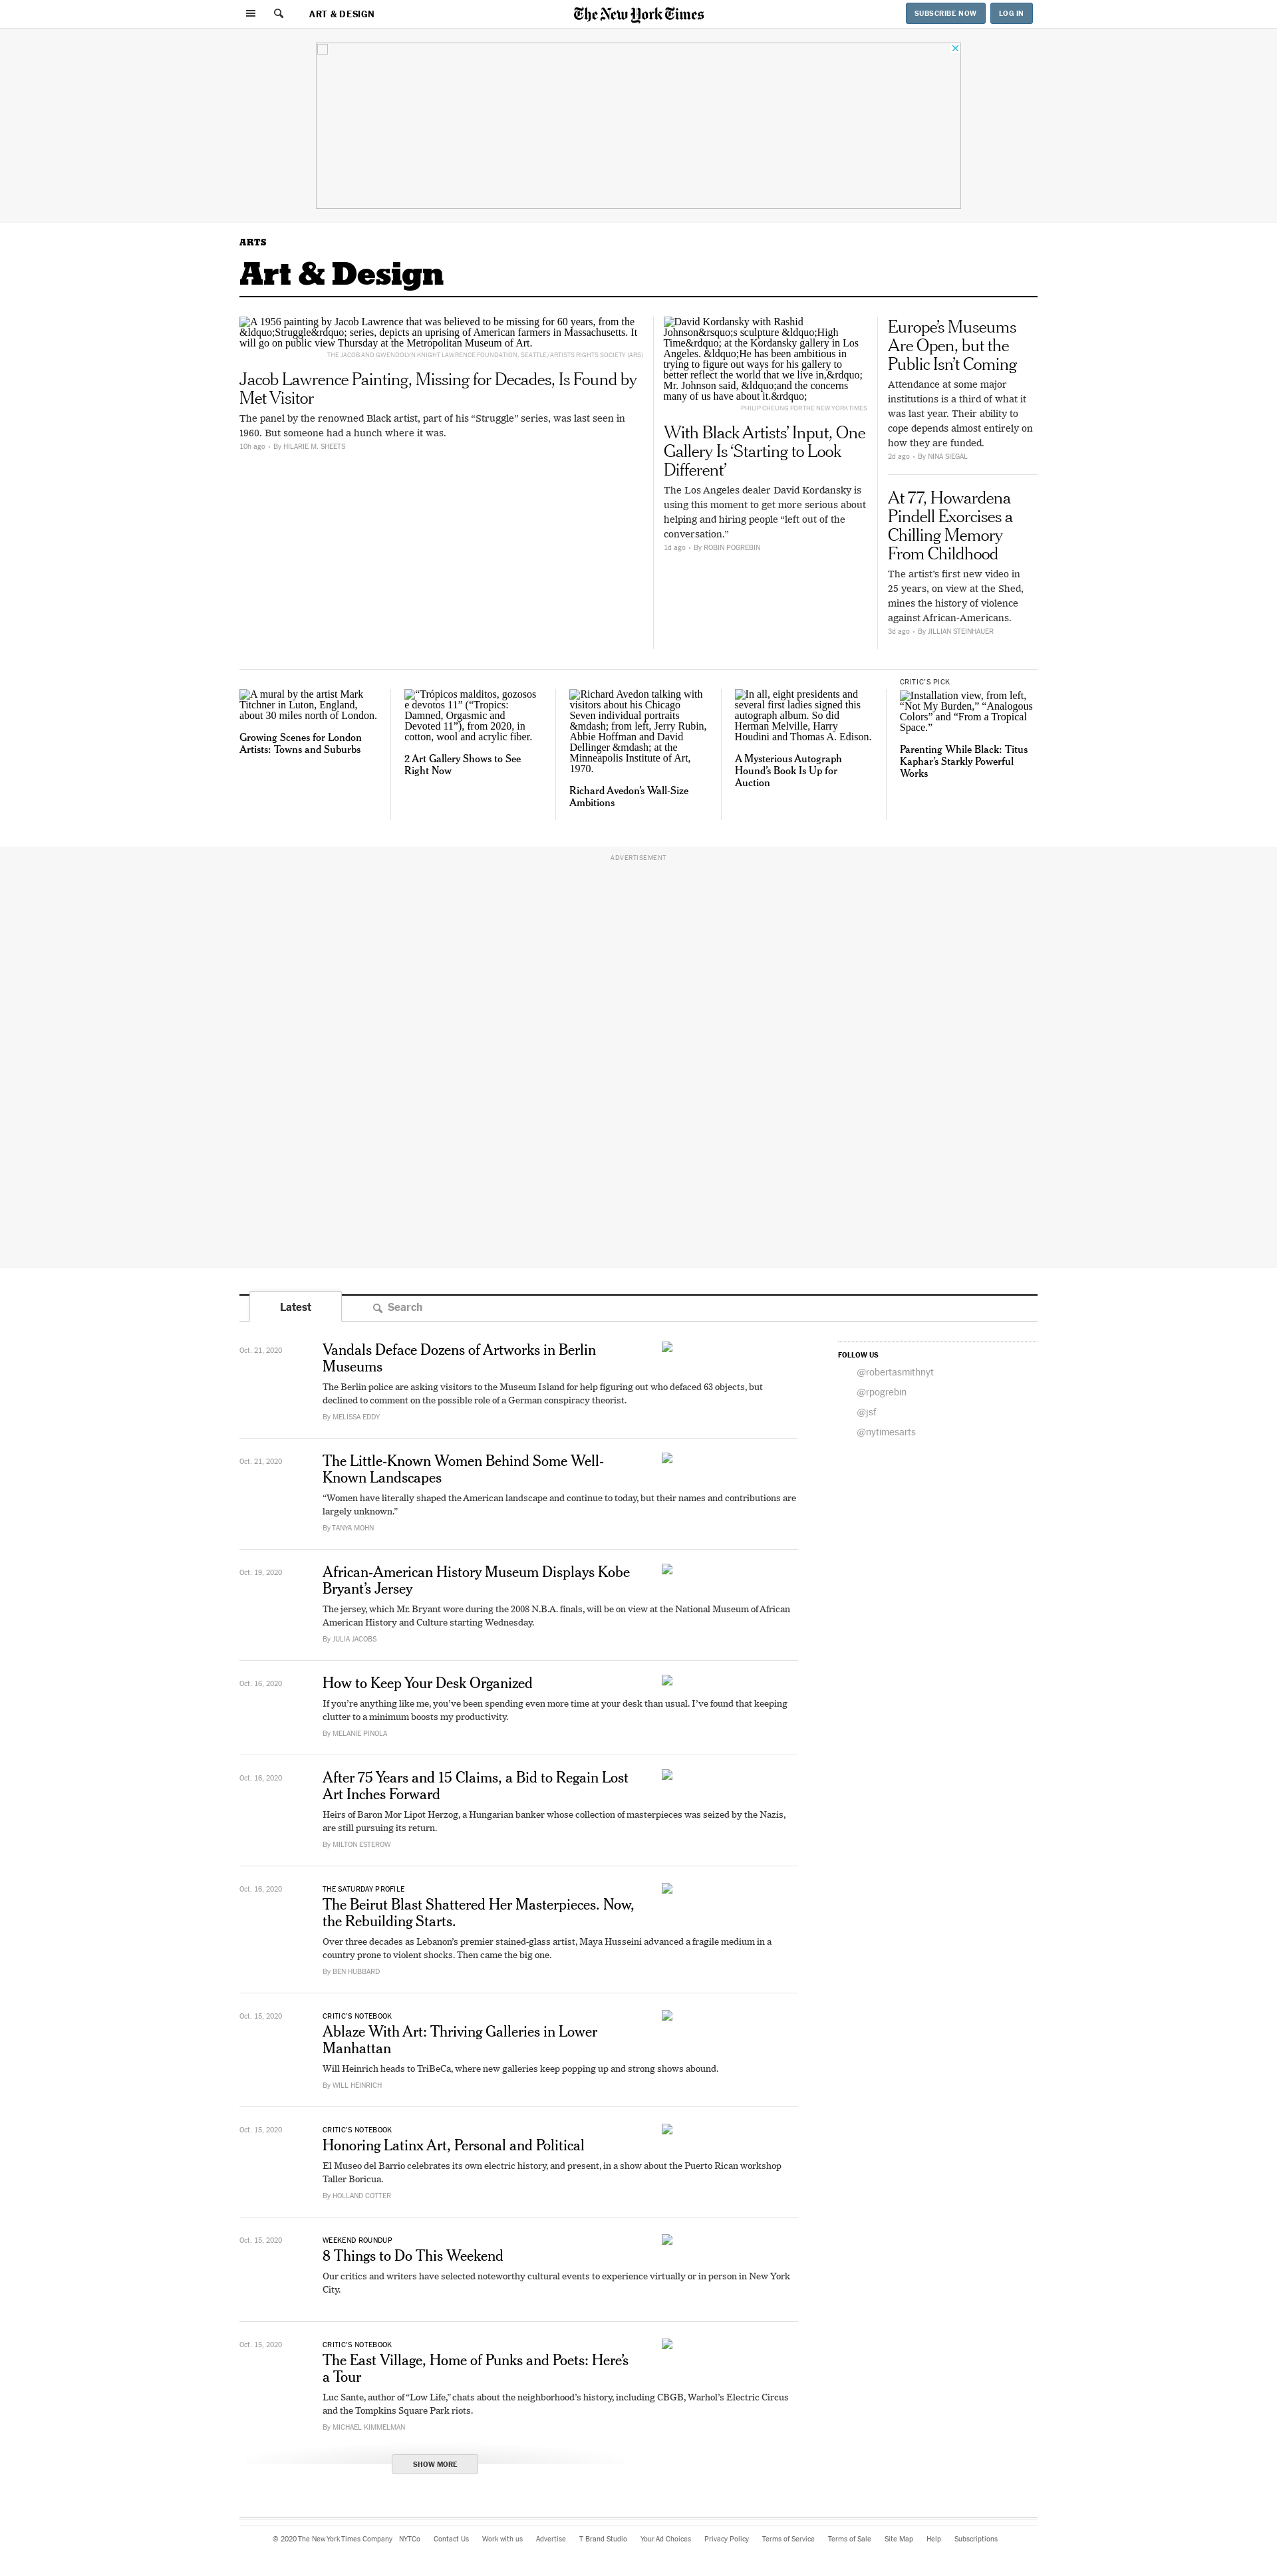 ART & DESIGN
The New York Times
SUBSCRIBE NOW
LOG IN
ARTS
Art & Design
A 1956 painting by Jacob Lawrence that was believed to be missing for 60 years, from the
&ldquo;Struggle&rdquo; series, depicts an uprising of American farmers in Massachusetts. It
will go on public view Thursday at the Metropolitan Museum of Art.
THE JACOB AND GWENDOLYN KNIGHT LAWRENCE FOUNDATION, SEATTLE/ARTISTS RIGHTS SOCIETY (ARS)
Jacob Lawrence Painting, Missing for Decades, Is Found by
Met Visitor
The panel by the renowned Black artist, part of his “Struggle” series, was last seen in
1960. But someone had a hunch where it was.
10h ago • By HILARIE M. SHEETS
David Kordansky with Rashid
Johnson&rsquo;s sculpture &ldquo;High
Time&rdquo; at the Kordansky gallery in Los
Angeles. &ldquo;He has been ambitious in
trying to figure out ways for his gallery to
better reflect the world that we live in,&rdquo;
Mr. Johnson said, &ldquo;and the concerns
many of us have about it.&rdquo;
PHILIP CHEUNG FOR THE NEW YORK TIMES
With Black Artists’ Input, One
Gallery Is ‘Starting to Look
Different’
The Los Angeles dealer David Kordansky is
using this moment to get more serious about
helping and hiring people “left out of the
conversation.”
1d ago • By ROBIN POGREBIN
Europe’s Museums
Are Open, but the
Public Isn’t Coming
Attendance at some major
institutions is a third of what it
was last year. Their ability to
cope depends almost entirely on
how they are funded.
2d ago • By NINA SIEGAL
At 77, Howardena
Pindell Exorcises a
Chilling Memory
From Childhood
The artist’s first new video in
25 years, on view at the Shed,
mines the history of violence
against African-Americans.
3d ago • By JILLIAN STEINHAUER
A mural by the artist Mark
Titchner in Luton, England,
about 30 miles north of London.
Growing Scenes for London
Artists: Towns and Suburbs
“Trópicos malditos, gozosos
e devotos 11” (“Tropics:
Damned, Orgasmic and
Devoted 11”), from 2020, in
cotton, wool and acrylic fiber.
2 Art Gallery Shows to See
Right Now
Richard Avedon talking with
visitors about his Chicago
Seven individual portraits
&mdash; from left, Jerry Rubin,
Abbie Hoffman and David
Dellinger &mdash; at the
Minneapolis Institute of Art,
1970.
Richard Avedon’s Wall-Size
Ambitions
In all, eight presidents and
several first ladies signed this
autograph album. So did
Herman Melville, Harry
Houdini and Thomas A. Edison.
A Mysterious Autograph
Hound’s Book Is Up for
Auction
CRITIC’S PICK
Installation view, from left,
“Not My Burden,” “Analogous
Colors” and “From a Tropical
Space.”
Parenting While Black: Titus
Kaphar’s Starkly Powerful
Works
ADVERTISEMENT
Latest
Search
Oct. 21, 2020
Vandals Deface Dozens of Artworks in Berlin
Museums
The Berlin police are asking visitors to the Museum Island for help figuring out who defaced 63 objects, but
declined to comment on the possible role of a German conspiracy theorist.
By MELISSA EDDY
FOLLOW US
@robertasmithnyt
@rpogrebin
@jsf
@nytimesarts
Oct. 21, 2020
The Little-Known Women Behind Some Well-
Known Landscapes
“Women have literally shaped the American landscape and continue to today, but their names and contributions are
largely unknown.”
By TANYA MOHN
Oct. 19, 2020
African-American History Museum Displays Kobe
Bryant’s Jersey
The jersey, which Mr. Bryant wore during the 2008 N.B.A. finals, will be on view at the National Museum of African
American History and Culture starting Wednesday.
By JULIA JACOBS
Oct. 16, 2020
How to Keep Your Desk Organized
If you’re anything like me, you’ve been spending even more time at your desk than usual. I’ve found that keeping
clutter to a minimum boosts my productivity.
By MELANIE PINOLA
Oct. 16, 2020
After 75 Years and 15 Claims, a Bid to Regain Lost
Art Inches Forward
Heirs of Baron Mor Lipot Herzog, a Hungarian banker whose collection of masterpieces was seized by the Nazis,
are still pursuing its return.
By MILTON ESTEROW
Oct. 16, 2020
THE SATURDAY PROFILE
The Beirut Blast Shattered Her Masterpieces. Now,
the Rebuilding Starts.
Over three decades as Lebanon’s premier stained-glass artist, Maya Husseini advanced a fragile medium in a
country prone to violent shocks. Then came the big one.
By BEN HUBBARD
Oct. 15, 2020
CRITIC’S NOTEBOOK
Ablaze With Art: Thriving Galleries in Lower
Manhattan
Will Heinrich heads to TriBeCa, where new galleries keep popping up and strong shows abound.
By WILL HEINRICH
Oct. 15, 2020
CRITIC’S NOTEBOOK
Honoring Latinx Art, Personal and Political
El Museo del Barrio celebrates its own electric history, and present, in a show about the Puerto Rican workshop
Taller Boricua.
By HOLLAND COTTER
Oct. 15, 2020
WEEKEND ROUNDUP
8 Things to Do This Weekend
Our critics and writers have selected noteworthy cultural events to experience virtually or in person in New York
City.
Oct. 15, 2020
CRITIC’S NOTEBOOK
The East Village, Home of Punks and Poets: Here’s
a Tour
Luc Sante, author of “Low Life,” chats about the neighborhood’s history, including CBGB, Warhol’s Electric Circus
and the Tompkins Square Park riots.
By MICHAEL KIMMELMAN
SHOW MORE
© 2020 The New York Times Company NYTCo Contact Us Work with us Advertise T Brand Studio Your Ad Choices Privacy Policy Terms of Service Terms of Sale Site Map Help Subscriptions